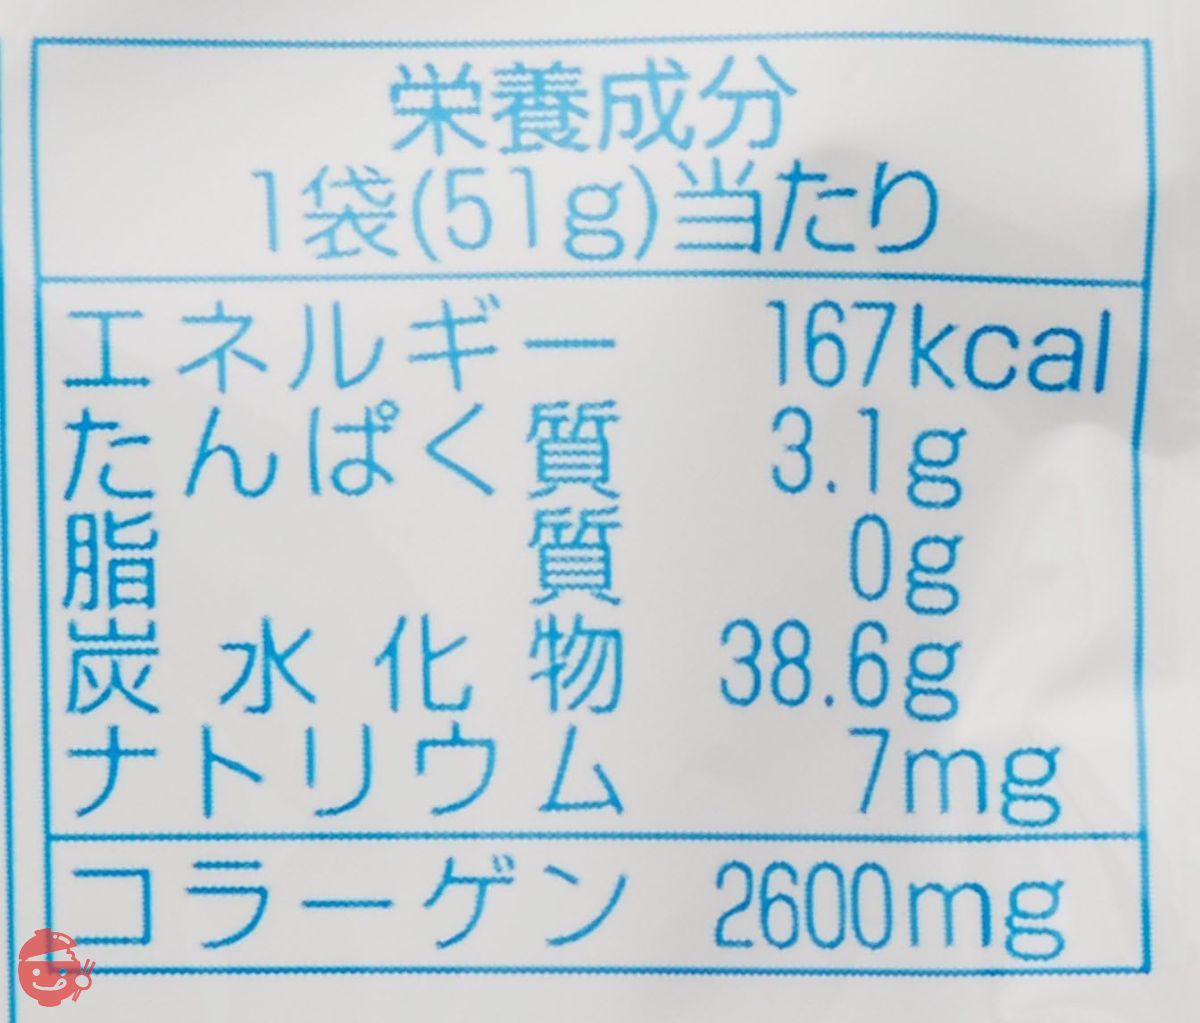 栄養成分
1袋(51g)当たり
エネルギー 167kcal
たんぱく質 3.1g
脂質 0g
炭水化物 38.6g
ナトリウム 7mg
コラーゲン 2600mg